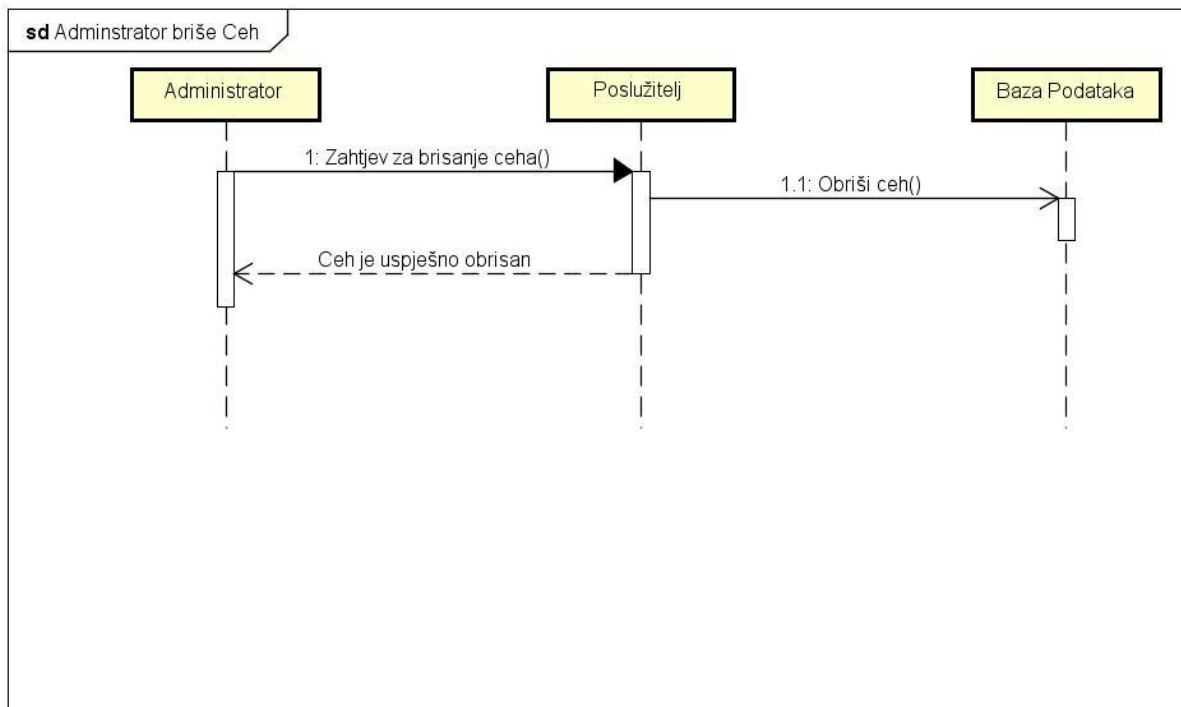 sd Adminstrator briše Ceh
Administrator
Poslužitelj
Baza Podataka
1: Zahtjev za brisanje ceha()
1.1: Obriši ceh()
Ceh je uspješno obrisan